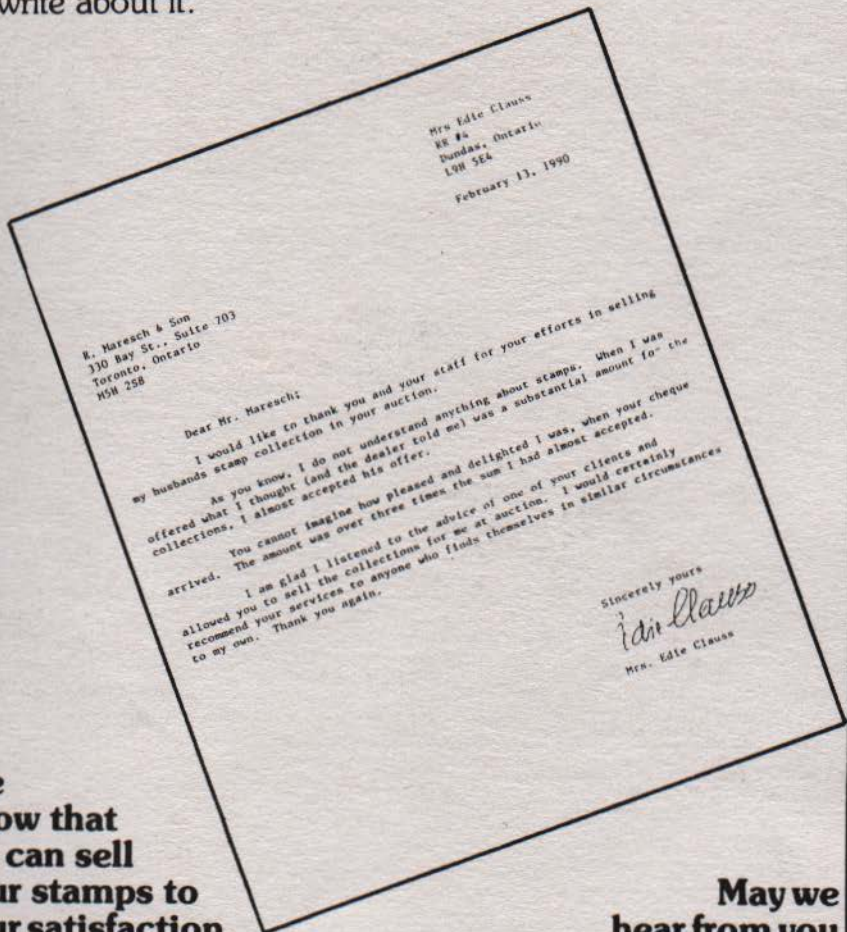 write about it.
Mrs Edie Clauss
RR #4
Dundas, Ontario
L9H 5E4
February 13, 1990
R. Maresch & Son
330 Bay St., Suite 703
Toronto, Ontario
M5H 2S8
Dear Mr. Maresch;
I would like to thank you and your staff for your efforts in selling
my husbands stamp collection in your auction.
As you know, I do not understand anything about stamps. When I was
offered what I thought (and the dealer told me) was a substantial amount for the
collections, I almost accepted his offer.
You cannot imagine how pleased and delighted I was, when your cheque
arrived. The amount was over three times the sum I had almost accepted.
I am glad I listened to the advice of one of your clients and
allowed you to sell the collections for me at auction. I would certainly
recommend your services to anyone who finds themselves in similar circumstances
to my own. Thank you again.
Sincerely yours
Edie Clauss
Mrs. Edie Clauss
ow that
can sell
ur stamps to
ur satisfaction
May we
hear from you